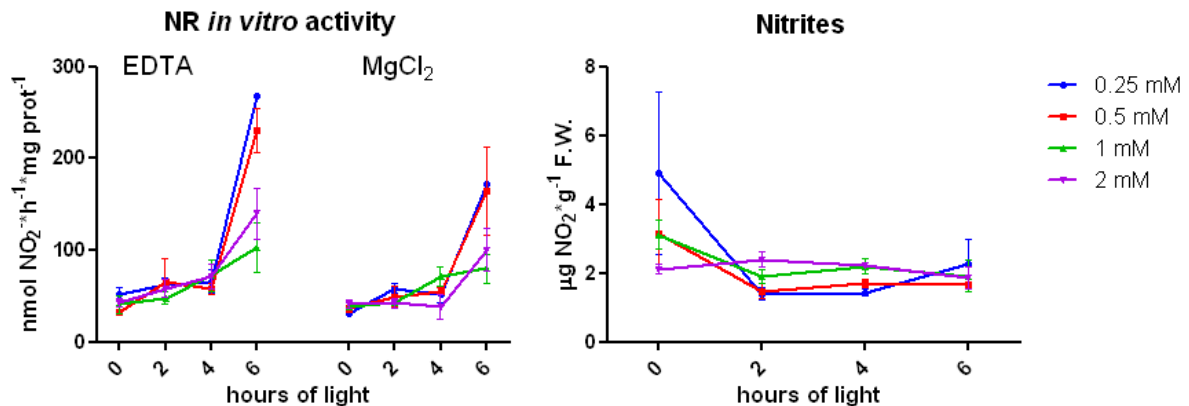 NR in vitro activity
EDTA
MgCl₂
nmol NO₂⁻*h⁻¹*mg prot⁻¹
300
200
100
0
0 2 4 6
0 2 4 6
hours of light
Nitrites
µg NO₂*g⁻¹ F.W.
8
6
4
2
0
0 2 4 6
hours of light
0.25 mM
0.5 mM
1 mM
2 mM